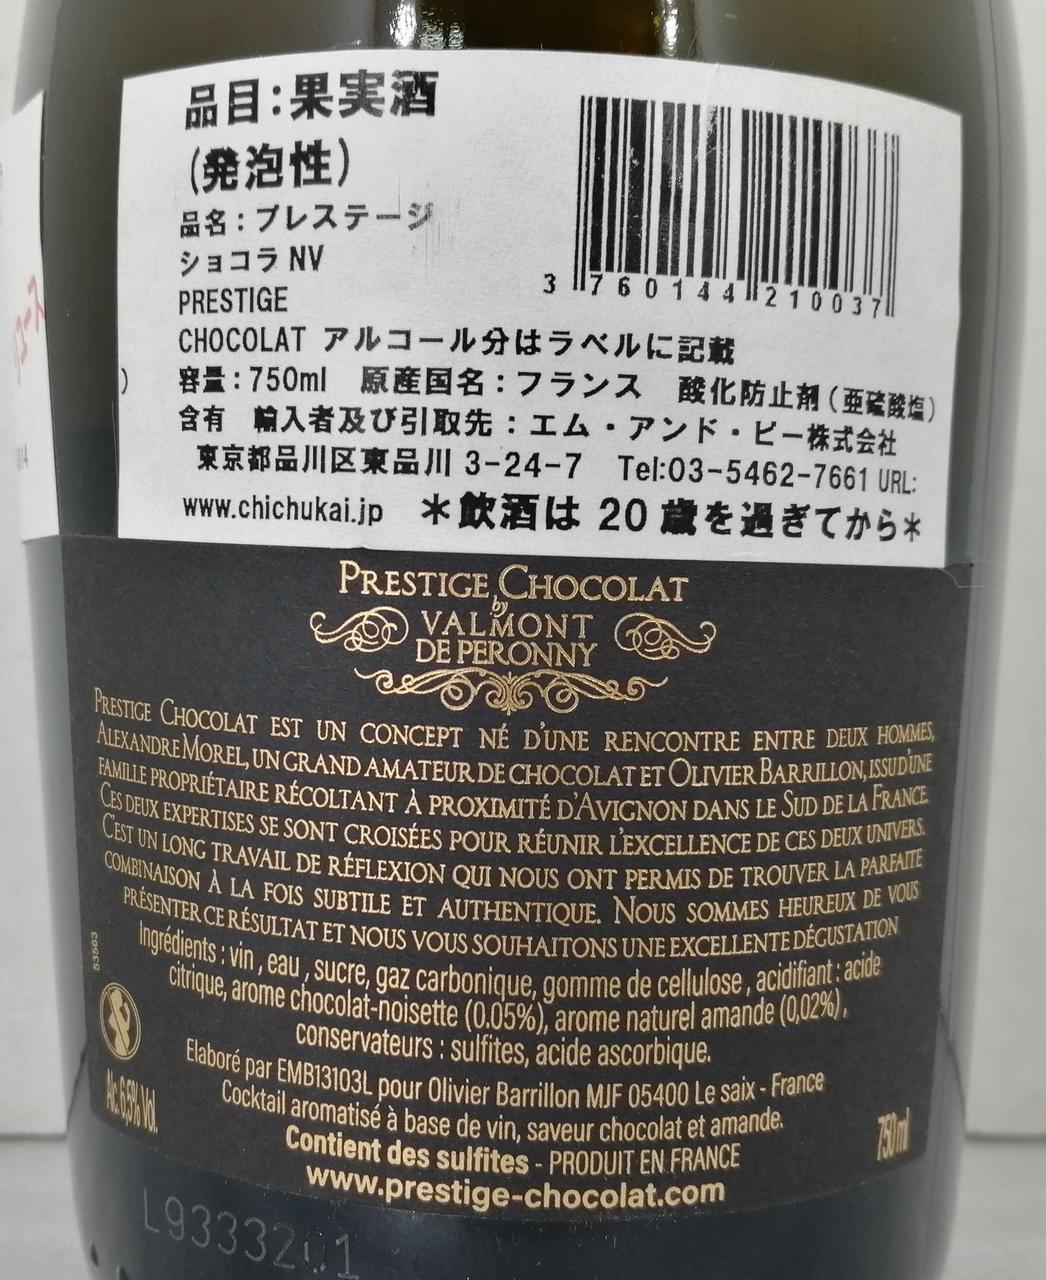 品目:果実酒
(発泡性)
品名:プレステージ
ショコラ NV
PRESTIGE
CHOCOLAT アルコール分はラベルに記載
容量:750ml 原産国名:フランス 酸化防止剤(亜硫酸塩)
含有 輸入者及び引取先:エム・アンド・ピー株式会社
東京都品川区東品川 3-24-7 Tel:03-5462-7661 URL:
www.chichukai.jp *飲酒は 20 歳を過ぎてから*
3 760144 210037
PRESTIGE CHOCOLAT
by
VALMONT
DE PERONNY
PRESTIGE CHOCOLAT EST UN CONCEPT NÉ D'UNE RENCONTRE ENTRE DEUX HOMMES,
ALEXANDRE MOREL, UN GRAND AMATEUR DE CHOCOLAT ET OLIVIER BARRILLON, ISSU D'UNE
FAMILLE PROPRIÉTAIRE RÉCOLTANT À PROXIMITÉ D'AVIGNON DANS LE SUD DE LA FRANCE.
CES DEUX EXPERTISES SE SONT CROISÉES POUR RÉUNIR L'EXCELLENCE DE CES DEUX UNIVERS.
C'EST UN LONG TRAVAIL DE RÉFLEXION QUI NOUS ONT PERMIS DE TROUVER LA PARFAITE
COMBINAISON À LA FOIS SUBTILE ET AUTHENTIQUE. NOUS SOMMES HEUREUX DE VOUS
PRÉSENTER CE RÉSULTAT ET NOUS VOUS SOUHAITONS UNE EXCELLENTE DÉGUSTATION
Ingrédients : vin, eau, sucre, gaz carbonique, gomme de cellulose, acidifiant : acide
citrique, arome chocolat-noisette (0.05%), arome naturel amande (0,02%),
conservateurs : sulfites, acide ascorbique.
Elaboré par EMB13103L pour Olivier Barrillon MJF 05400 Le saix - France
Cocktail aromatisé à base de vin, saveur chocolat et amande.
Contient des sulfites - PRODUIT EN FRANCE
www.prestige-chocolat.com
53563
Alc. 6,5% Vol.
750 ml